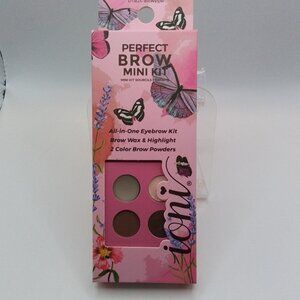 PERFECT
BROW
MINI KIT
All-in-One Eyebrow Kit
Brow Wax & Highlight
2 Color Brow Powders
ioni